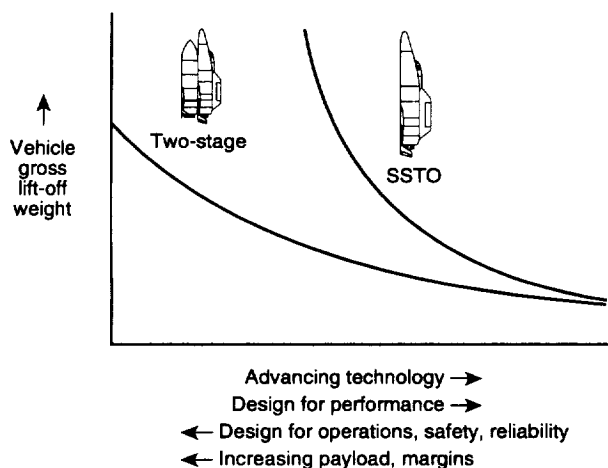 Two-stage
SSTO
↑
Vehicle
gross
lift-off
weight
Advancing technology →
Design for performance →
← Design for operations, safety, reliability
← Increasing payload, margins